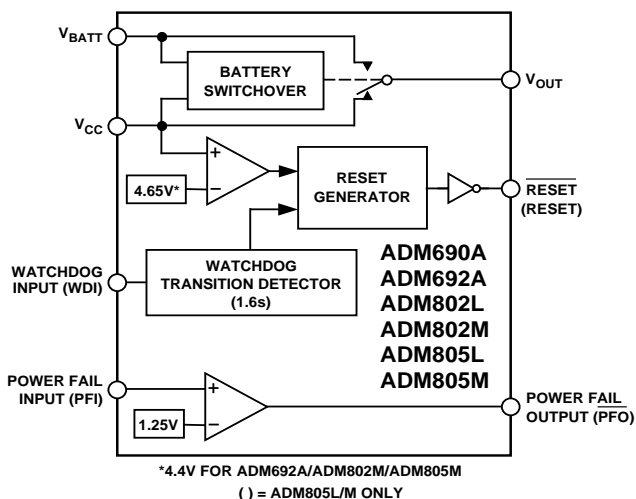 VBATT
BATTERY
SWITCHOVER
VOUT
VCC
+
4.65V*
−
RESET
GENERATOR
RESET
(RESET)
WATCHDOG
INPUT (WDI)
WATCHDOG
TRANSITION DETECTOR
(1.6s)
ADM690A
ADM692A
ADM802L
ADM802M
ADM805L
ADM805M
POWER FAIL
INPUT (PFI)
+
1.25V
−
POWER FAIL
OUTPUT (PFO)
*4.4V FOR ADM692A/ADM802M/ADM805M
( ) = ADM805L/M ONLY